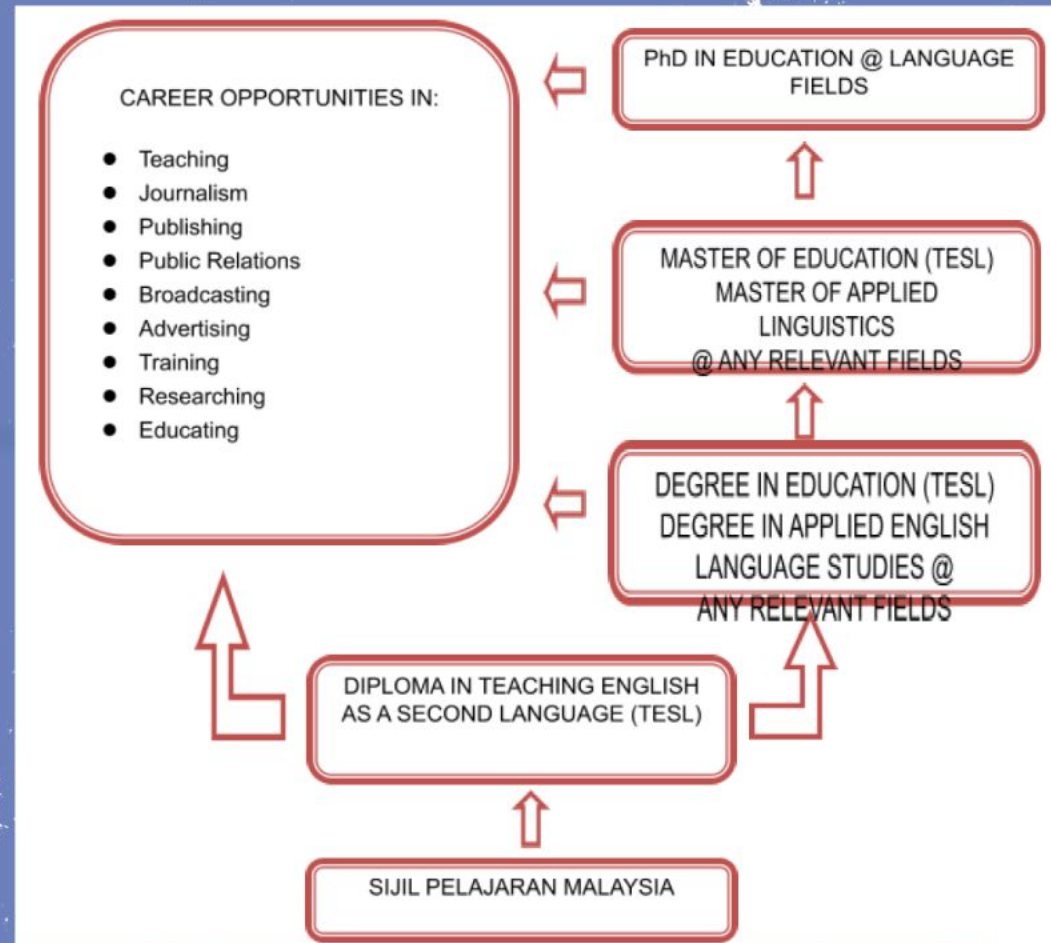 CAREER OPPORTUNITIES IN:
● Teaching
● Journalism
● Publishing
● Public Relations
● Broadcasting
● Advertising
● Training
● Researching
● Educating
PhD IN EDUCATION @ LANGUAGE
FIELDS
MASTER OF EDUCATION (TESL)
MASTER OF APPLIED
LINGUISTICS
@ ANY RELEVANT FIELDS
DEGREE IN EDUCATION (TESL)
DEGREE IN APPLIED ENGLISH
LANGUAGE STUDIES @
ANY RELEVANT FIELDS
DIPLOMA IN TEACHING ENGLISH
AS A SECOND LANGUAGE (TESL)
SIJIL PELAJARAN MALAYSIA